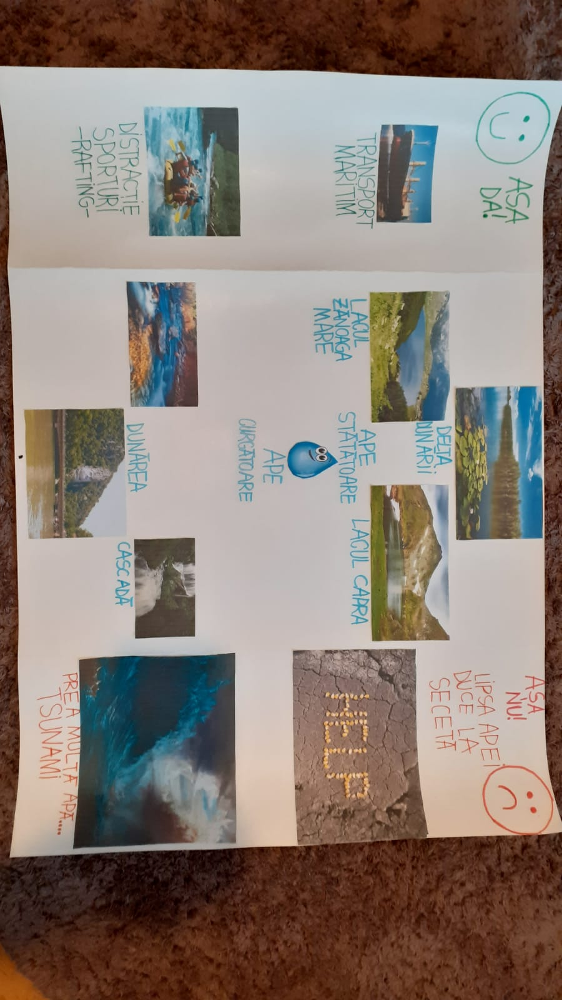 AȘA
DA!
TRANSPORT
MARITIM
DISTRACTIE
SPORTURI
-RAFTING-
DELTA
DUNĂRII
LACUL
ZĂNOAGA
MARE
APE
STĂTĂTOARE
LACUL CAPRA
APE
CURGĂTOARE
DUNĂREA
CASCADĂ
AȘA
NU!
LIPSA APEI
DUCE LA
SECETĂ
HELP
PREA MULTĂ APĂ....
TSUNAMI